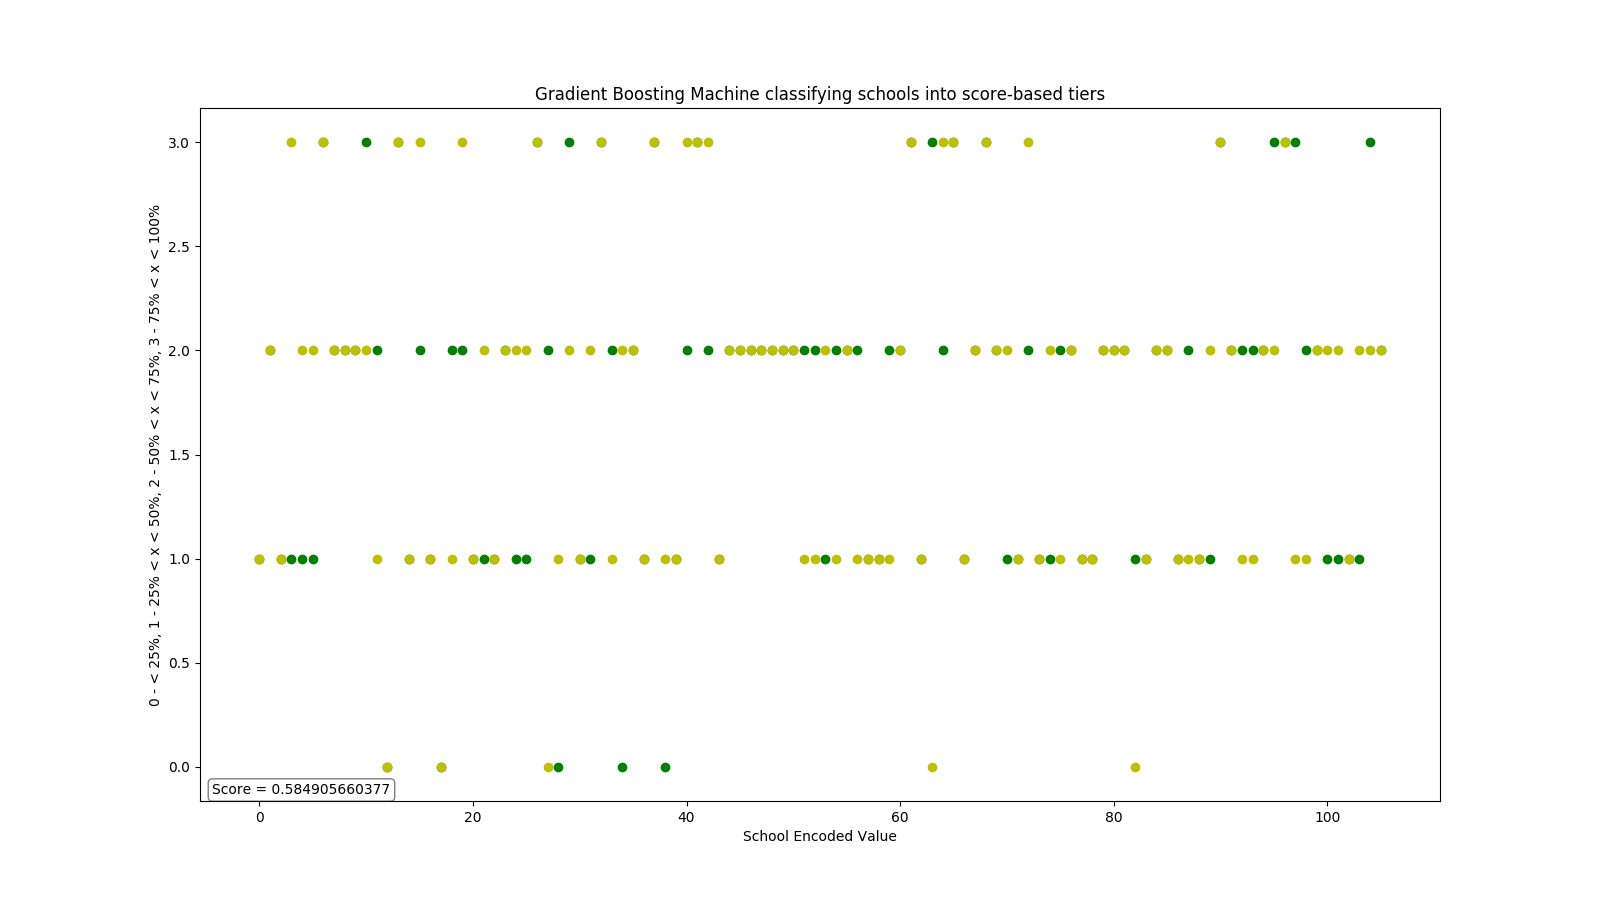 Gradient Boosting Machine classifying schools into score-based tiers
0 - < 25%, 1 - 25% < x < 50%, 2 - 50% < x < 75%, 3 - 75% < x < 100%
3.0
2.5
2.0
1.5
1.0
0.5
0.0
Score = 0.584905660377
0 20 40 60 80 100
School Encoded Value